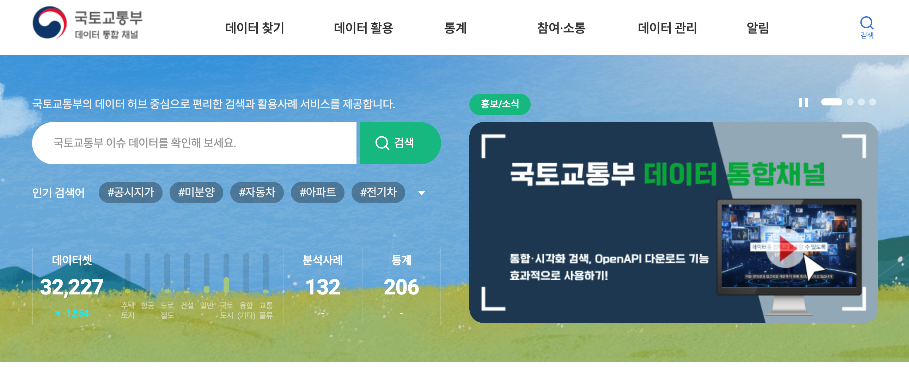 국토교통부
데이터 통합 채널
데이터 찾기 데이터 활용 통계 참여·소통 데이터 관리 알림
검색
국토교통부의 데이터 허브 중심으로 편리한 검색과 활용사례 서비스를 제공합니다.
국토교통부 이슈 데이터를 확인해 보세요.
검색
인기 검색어 #공시지가 #미분양 #자동차 #아파트 #전기차
데이터셋
32,227
주택 토지
항공
도로 철도
건설
일반
국토 도시
융합 (기타)
교통 물류
분석사례
132
-
통계
206
-
홍보/소식
국토교통부 데이터 통합채널
통합·시각화 검색, OpenAPI 다운로드 기능
효과적으로 사용하기!